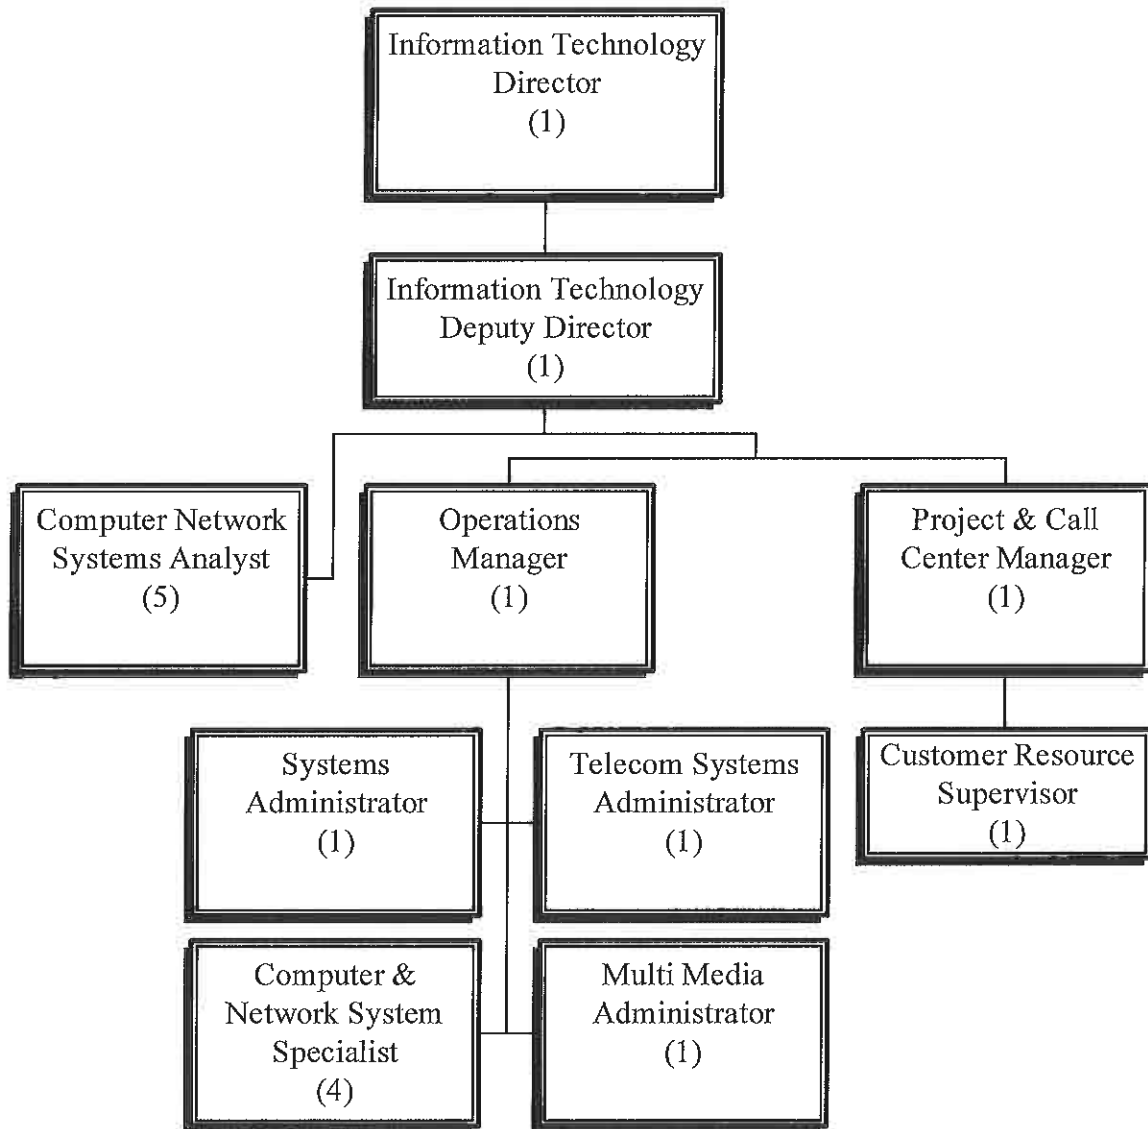 Information Technology
Director
(1)
Information Technology
Deputy Director
(1)
Computer Network
Systems Analyst
(5)
Operations
Manager
(1)
Project & Call
Center Manager
(1)
Systems
Administrator
(1)
Telecom Systems
Administrator
(1)
Customer Resource
Supervisor
(1)
Computer &
Network System
Specialist
(4)
Multi Media
Administrator
(1)